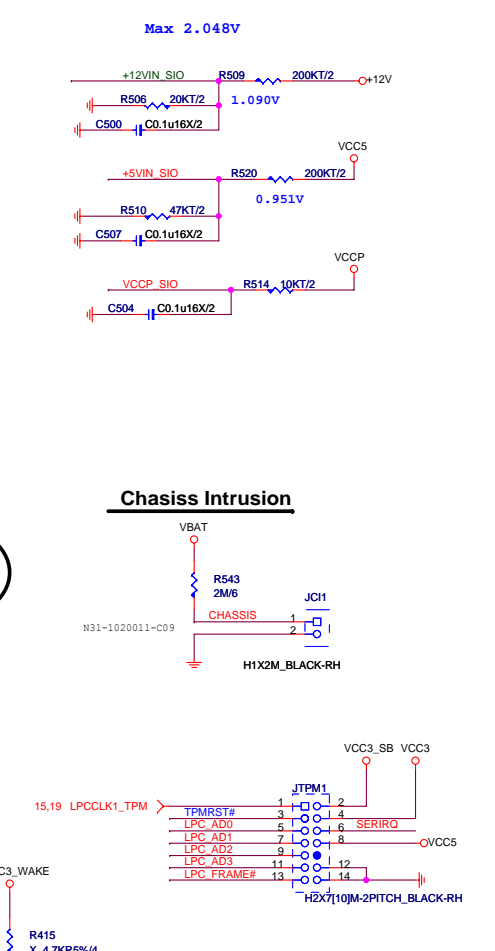 Max 2.048V
+12VIN_SIO R509 200KT/2 +12V
R506 20KT/2 1.090V
C500 C0.1u16X/2
VCC5
+5VIN_SIO R520 200KT/2
0.951V
R510 47KT/2
C507 C0.1u16X/2
VCCP
VCCP_SIO R514 10KT/2
C504 C0.1u16X/2
Chasiss Intrusion
VBAT
R543
2M/6
JCI1
CHASSIS 1
N31-1020011-C09 2
H1X2M_BLACK-RH
VCC3_SB VCC3
JTPM1
15,19 LPCCLK1_TPM 1 2
TPMRST# 3 4
LPC_AD0 5 6 SERIRQ
LPC_AD1 7 8 VCC5
LPC_AD2 9
LPC_AD3 11 12
LPC_FRAME# 13 14
H2X7[10]M-2PITCH_BLACK-RH
C3_WAKE
R415
X_4.7KR5%/4